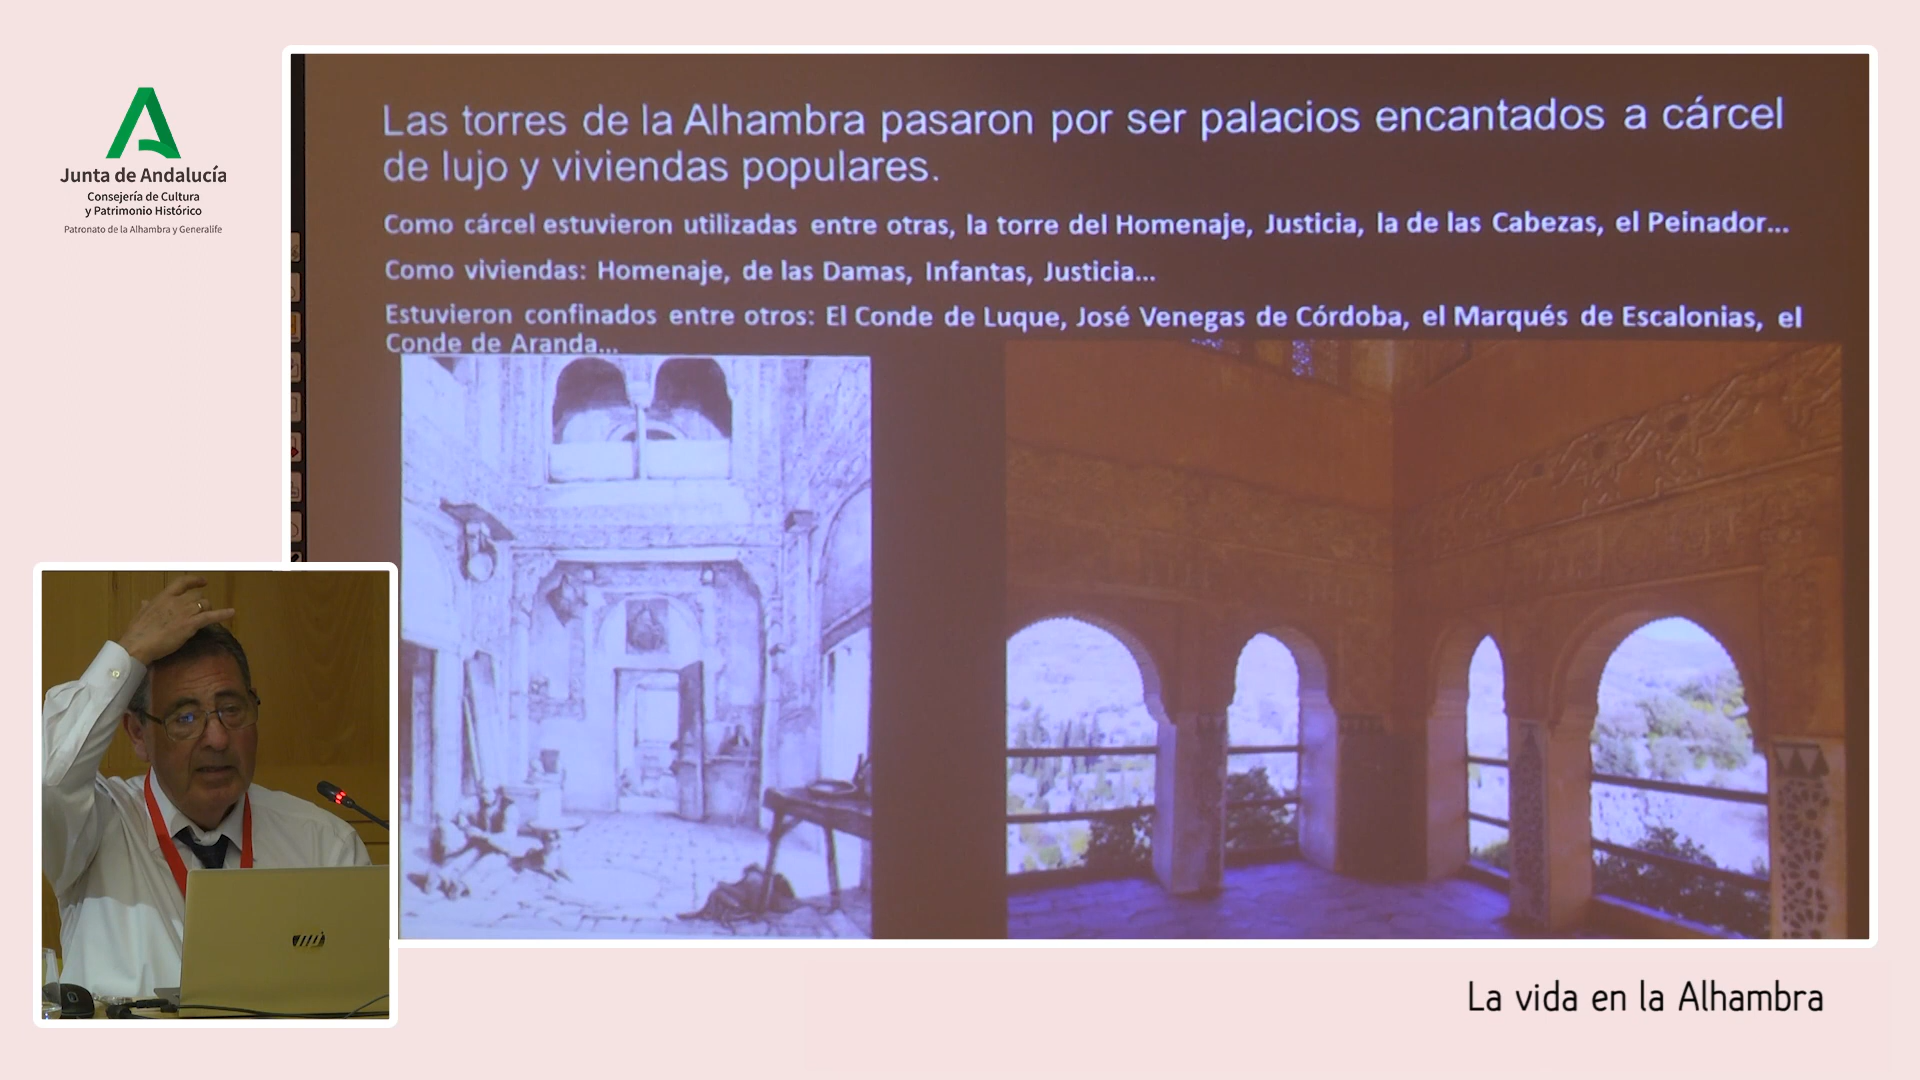 Junta de Andalucía
Consejería de Cultura
y Patrimonio Histórico
Patronato de la Alhambra y Generalife
Las torres de la Alhambra pasaron por ser palacios encantados a cárcel
de lujo y viviendas populares.
Como cárcel estuvieron utilizadas entre otras, la torre del Homenaje, Justicia, la de las Cabezas, el Peinador...
Como viviendas: Homenaje, de las Damas, Infantas, Justicia...
Estuvieron confinados entre otros: El Conde de Luque, José Venegas de Córdoba, el Marqués de Escalonias, el
Conde de Aranda...
La vida en la Alhambra